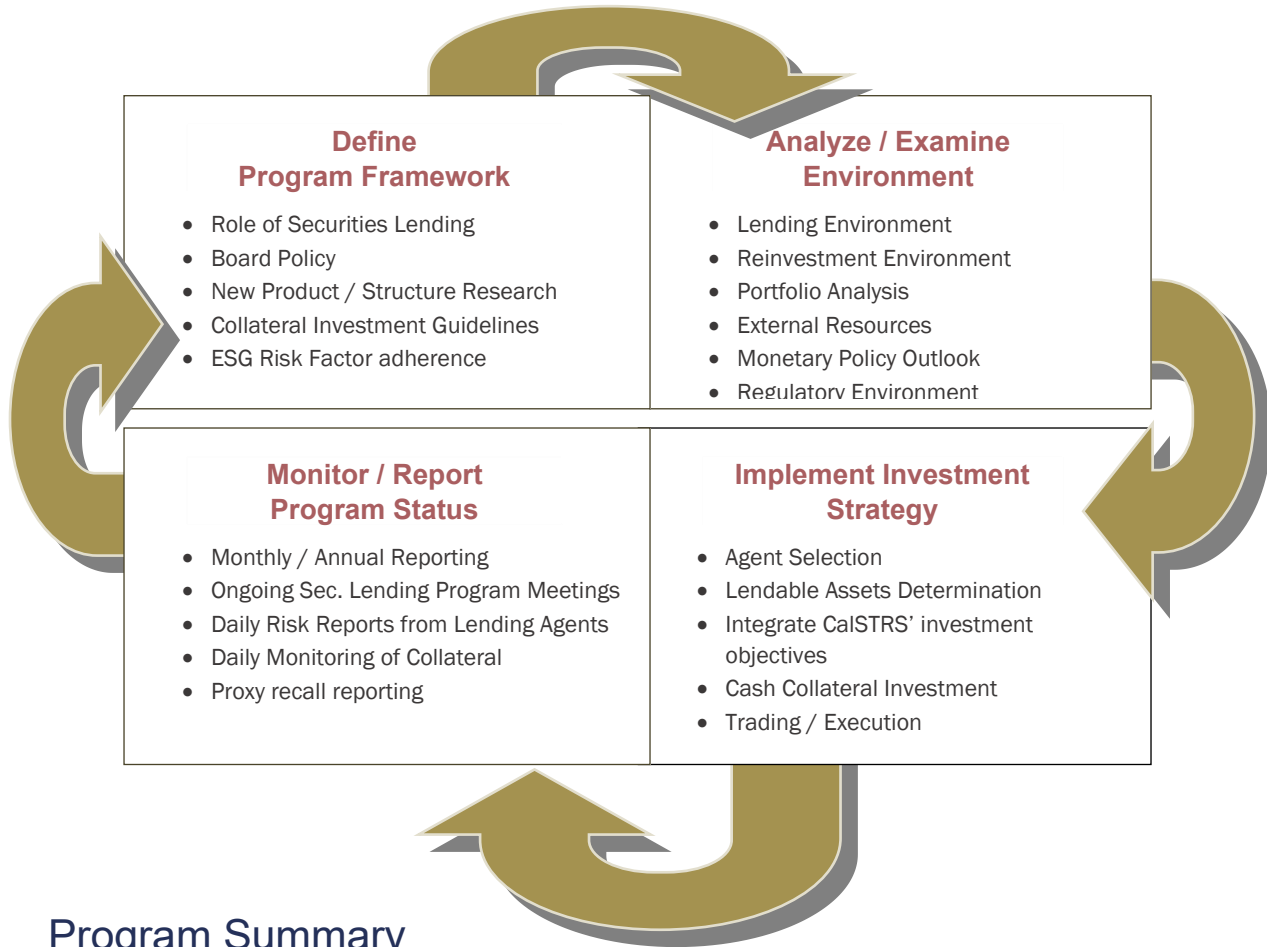 Define
Program Framework
• Role of Securities Lending
• Board Policy
• New Product / Structure Research
• Collateral Investment Guidelines
• ESG Risk Factor adherence
Analyze / Examine
Environment
• Lending Environment
• Reinvestment Environment
• Portfolio Analysis
• External Resources
• Monetary Policy Outlook
• Regulatory Environment
Monitor / Report
Program Status
• Monthly / Annual Reporting
• Ongoing Sec. Lending Program Meetings
• Daily Risk Reports from Lending Agents
• Daily Monitoring of Collateral
• Proxy recall reporting
Implement Investment
Strategy
• Agent Selection
• Lendable Assets Determination
• Integrate CalSTRS’ investment
objectives
• Cash Collateral Investment
• Trading / Execution
Program Summary